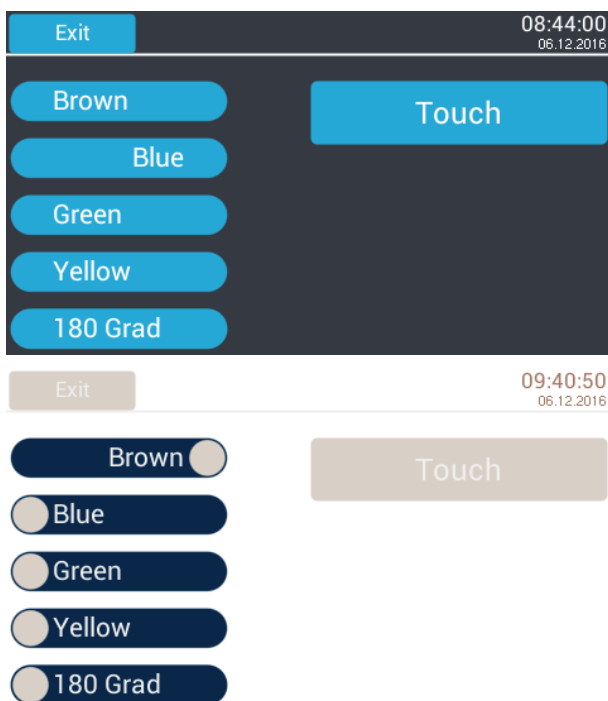 Exit
08:44:00
06.12.2016
Brown
Touch
Blue
Green
Yellow
180 Grad
Exit
09:40:50
06.12.2016
Brown
Touch
Blue
Green
Yellow
180 Grad